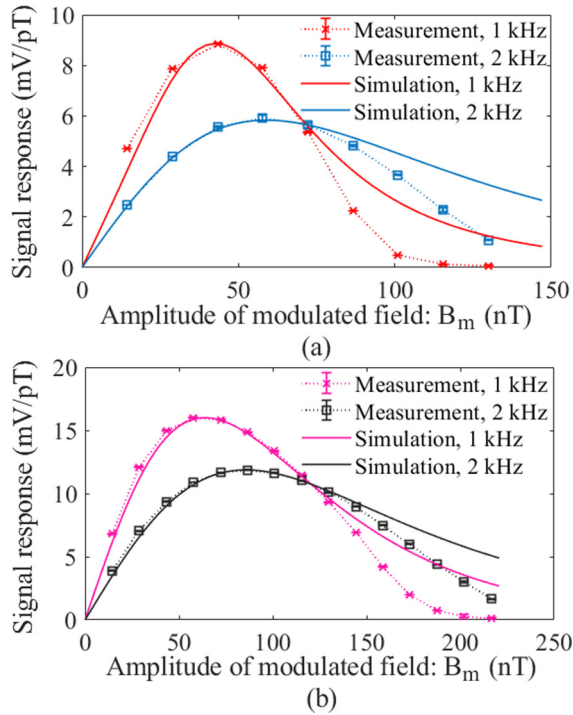 (a)
Measurement, 1 kHz
Measurement, 2 kHz
Simulation, 1 kHz
Simulation, 2 kHz
Signal response (mV/pT)
10
8
6
4
2
0
0 50 100 150
Amplitude of modulated field: B_m (nT)
(a)
Measurement, 1 kHz
Measurement, 2 kHz
Simulation, 1 kHz
Simulation, 2 kHz
Signal response (mV/pT)
20
15
10
5
0
0 50 100 150 200 250
Amplitude of modulated field: B_m (nT)
(b)